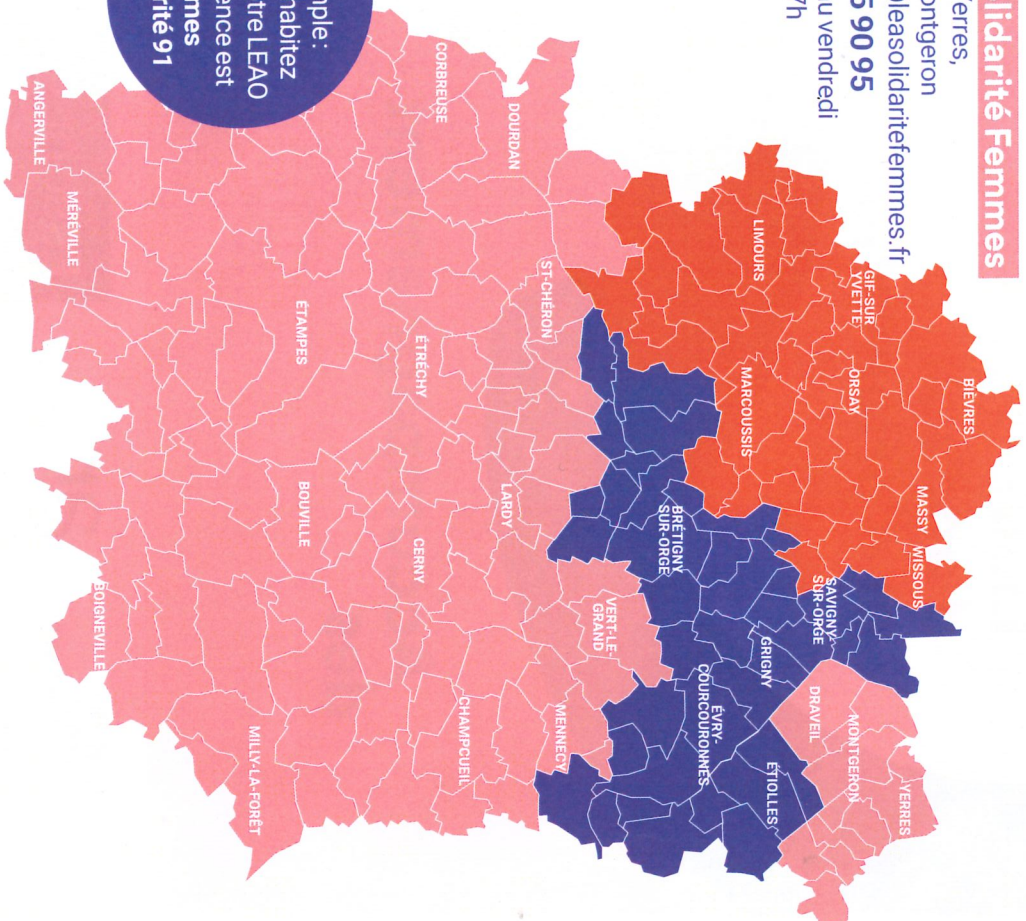 lidarité Femmes
erres,
ontgeron
leasolidaritefemmes.fr
5 90 95
u vendredi
7h
BIÈVRES
MASSY
WISSOUS
YERRES
GIF-SUR
YVETTE
ORSAY
SAVIGNY-
SUR-ORGE
MONTGERON
DRAVEIL
LIMOURS
MARCOUSSIS
GRIGNY
ÉTIOLLES
ÉVRY-
COURCOURONNES
BRÉTIGNY
SUR-ORGE
VERT-LE-
GRAND
MENNECY
ST-CHÉRON
DOURDAN
LARDY
CORBREUSE
ÉTRÉCHY
CERNY
CHAMPCUEIL
ÉTAMPES
BOUVILLE
MILLY-LA-FORÊT
MÉRÉVILLE
BOIGNEVILLE
ANGERVILLE
ple :
habitez
tre LEAO
ence est
mes
rité 91